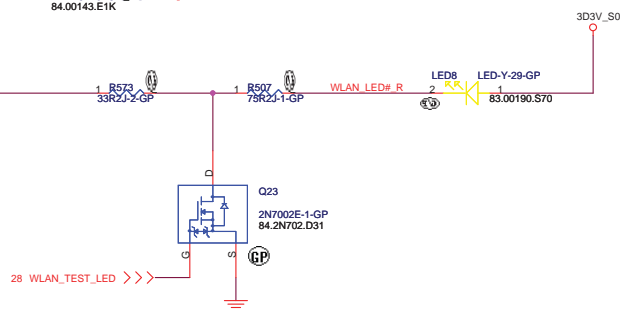 84.00143.E1K
3D3V_S0
1 R573
33R2J-2-GP
1 R507
75R2J-1-GP
WLAN_LED#_R
2
LED8
LED-Y-29-GP
1
83.00190.S70
D
Q23
2N7002E-1-GP
84.2N702.D31
G
S
GP
28 WLAN_TEST_LED